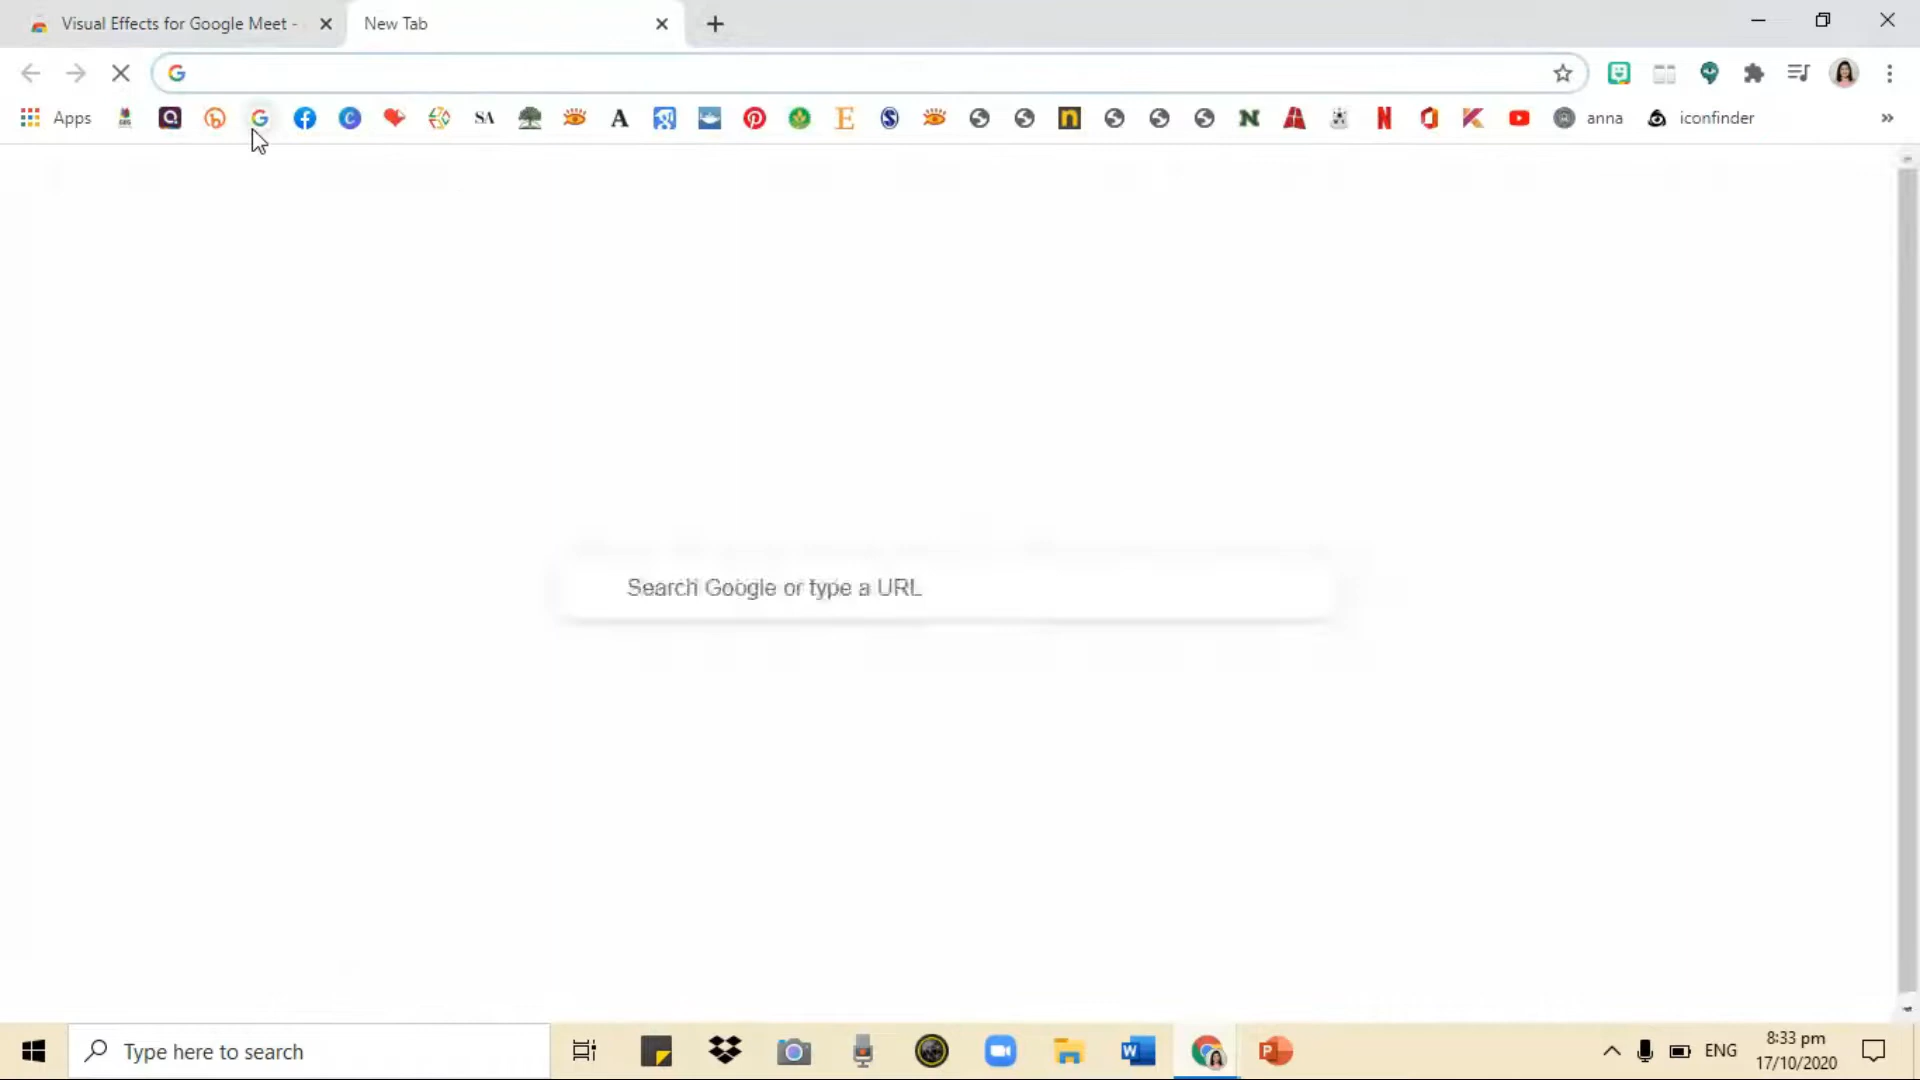 Visual Effects for Google Meet -
New Tab
Apps
SA
A
E
n
N
N
anna
iconfinder
Search Google or type a URL
Type here to search
ENG
8:33 pm
17/10/2020